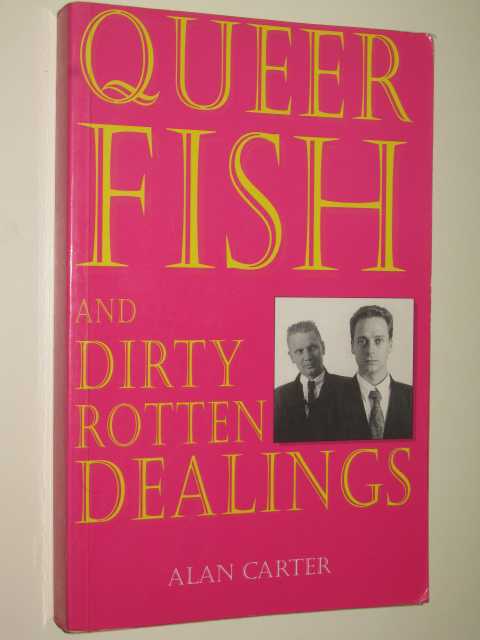 QUEER
FISH
AND
DIRTY
ROTTEN
DEALINGS
ALAN CARTER